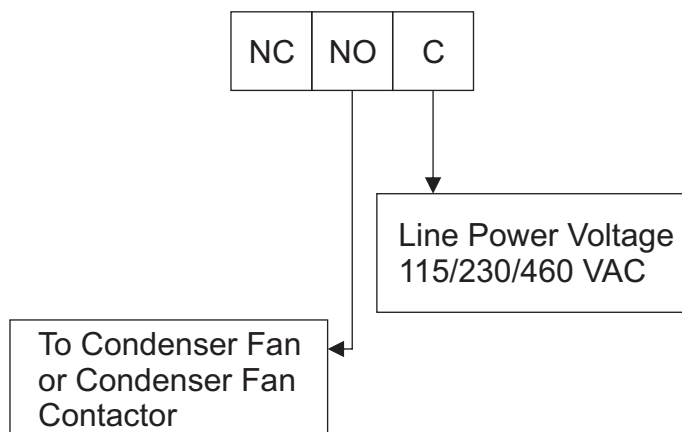 NC NO C
Line Power Voltage
115/230/460 VAC
To Condenser Fan
or Condenser Fan
Contactor